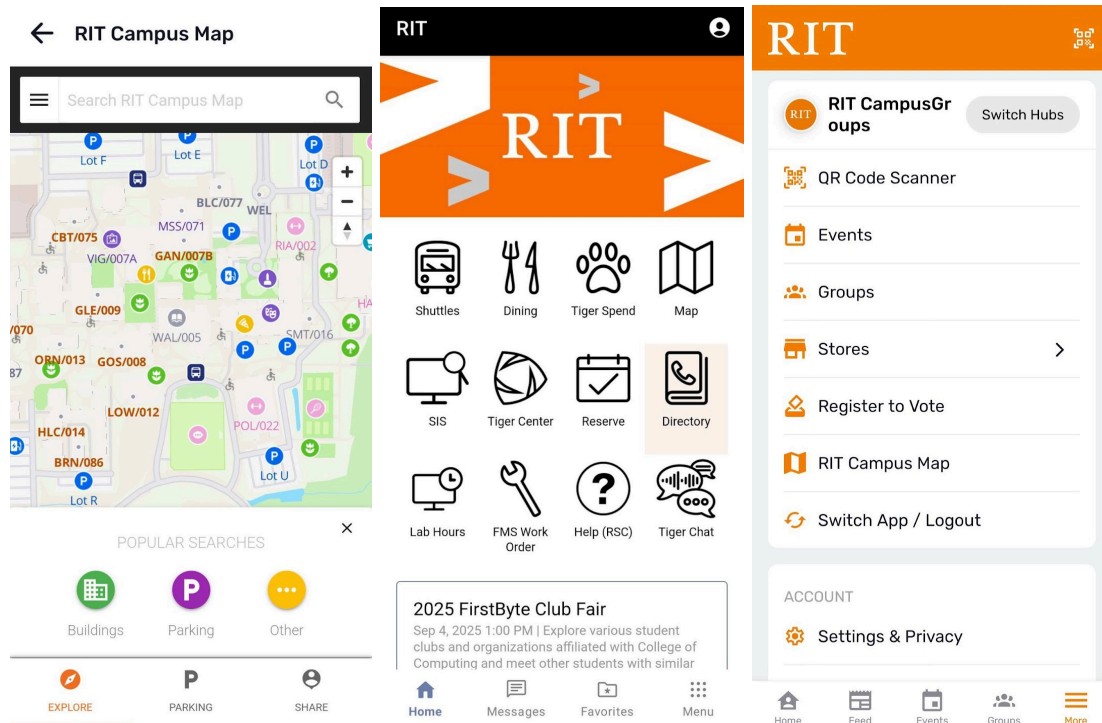 RIT Campus Map
Search RIT Campus Map
P
P
P
Lot F
Lot E
Lot D
+
−
BLC/077
WEL
MSS/071
P
CBT/075
VIG/007A
GAN/007B
RIA/002
GLE/009
WAL/005
SMT/016
HA
/070
P
P
ORN/013
GOS/008
87
LOW/012
HLC/014
POL/022
BRN/086
P
P
Lot U
Lot R
×
POPULAR SEARCHES
P
Buildings
Parking
Other
P
EXPLORE
PARKING
SHARE
RIT
RIT
Shuttles
Dining
Tiger Spend
Map
SIS
Tiger Center
Reserve
Directory
?
Lab Hours
FMS Work
Order
Help (RSC)
Tiger Chat
2025 FirstByte Club Fair
Sep 4, 2025 1:00 PM | Explore various student
clubs and organizations affiliated with College of
Computing and meet other students with similar
Home
Messages
Favorites
Menu
RIT
RIT
RIT CampusGr
oups
Switch Hubs
QR Code Scanner
Events
Groups
Stores
Register to Vote
RIT Campus Map
Switch App / Logout
ACCOUNT
Settings & Privacy
Home
Feed
Events
Groups
More